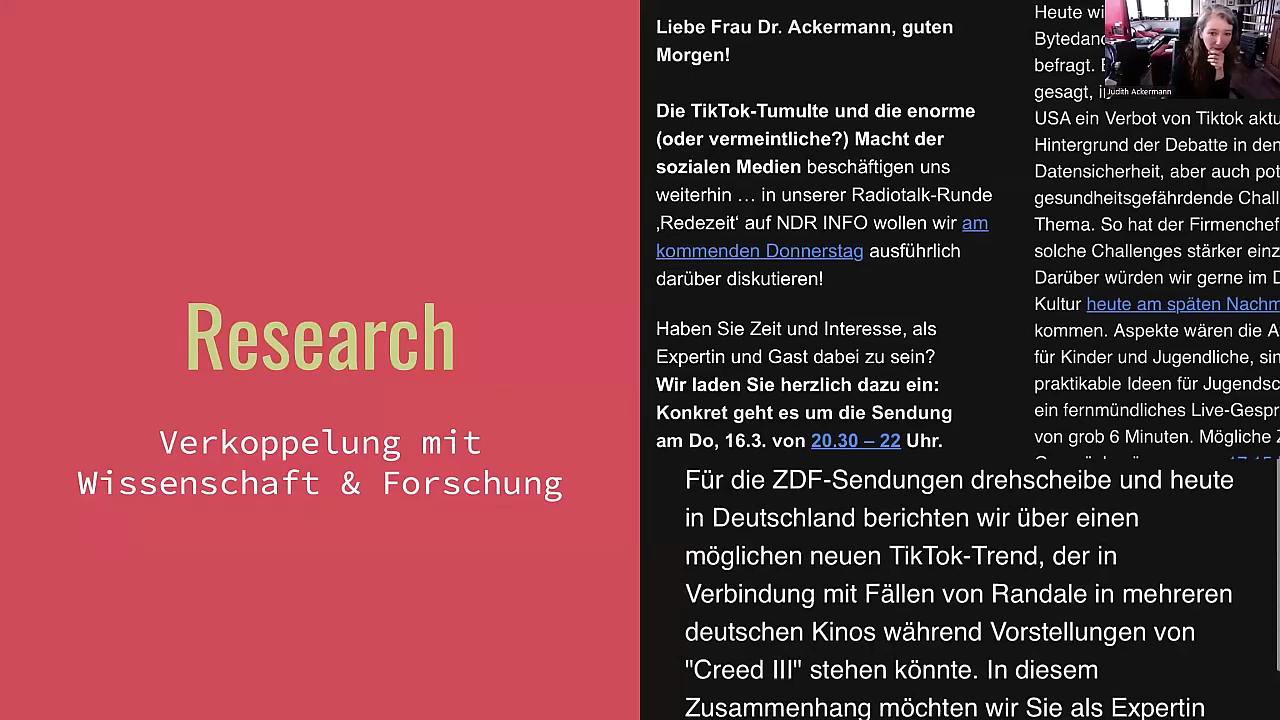 Research
Verkoppelung mit
Wissenschaft & Forschung
Liebe Frau Dr. Ackermann, guten
Morgen!
Die TikTok-Tumulte und die enorme
(oder vermeintliche?) Macht der
sozialen Medien beschäftigen uns
weiterhin … in unserer Radiotalk-Runde
‚Redezeit‘ auf NDR INFO wollen wir am
kommenden Donnerstag ausführlich
darüber diskutieren!
Haben Sie Zeit und Interesse, als
Expertin und Gast dabei zu sein?
Wir laden Sie herzlich dazu ein:
Konkret geht es um die Sendung
am Do, 16.3. von 20.30 – 22 Uhr.
Heute wi
Bytedanc
befragt.
gesagt, i
USA ein Verbot von Tiktok aktu
Hintergrund der Debatte in den
Datensicherheit, aber auch pot
gesundheitsgefährdende Chall
Thema. So hat der Firmenchef
solche Challenges stärker einz
Darüber würden wir gerne im D
Kultur heute am späten Nachm
kommen. Aspekte wären die A
für Kinder und Jugendliche, sin
praktikable Ideen für Jugendsc
ein fernmündliches Live-Gespr
von grob 6 Minuten. Mögliche Z
Judith Ackermann
Für die ZDF-Sendungen drehscheibe und heute
in Deutschland berichten wir über einen
möglichen neuen TikTok-Trend, der in
Verbindung mit Fällen von Randale in mehreren
deutschen Kinos während Vorstellungen von
"Creed III" stehen könnte. In diesem
Zusammenhang möchten wir Sie als Expertin